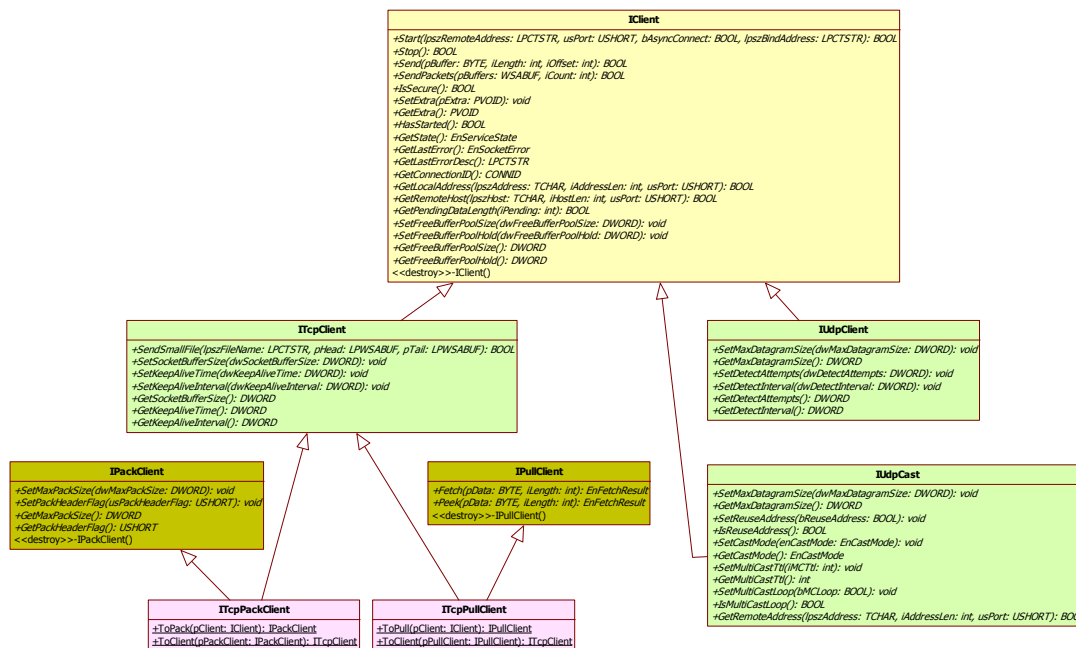 IClient
+Start(lpszRemoteAddress: LPCTSTR, usPort: USHORT, bAsyncConnect: BOOL, lpszBindAddress: LPCTSTR): BOOL
+Stop(): BOOL
+Send(pBuffer: BYTE, iLength: int, iOffset: int): BOOL
+SendPackets(pBuffers: WSABUF, iCount: int): BOOL
+IsSecure(): BOOL
+SetExtra(pExtra: PVOID): void
+GetExtra(): PVOID
+HasStarted(): BOOL
+GetState(): EnServiceState
+GetLastError(): EnSocketError
+GetLastErrorDesc(): LPCTSTR
+GetConnectionID(): CONNID
+GetLocalAddress(lpszAddress: TCHAR, iAddressLen: int, usPort: USHORT): BOOL
+GetRemoteHost(lpszHost: TCHAR, iHostLen: int, usPort: USHORT): BOOL
+GetPendingDataLength(iPending: int): BOOL
+SetFreeBufferPoolSize(dwFreeBufferPoolSize: DWORD): void
+SetFreeBufferPoolHold(dwFreeBufferPoolHold: DWORD): void
+GetFreeBufferPoolSize(): DWORD
+GetFreeBufferPoolHold(): DWORD
<<destroy>>-IClient()
ITcpClient
+SendSmallFile(lpszFileName: LPCTSTR, pHead: LPWSABUF, pTail: LPWSABUF): BOOL
+SetSocketBufferSize(dwSocketBufferSize: DWORD): void
+SetKeepAliveTime(dwKeepAliveTime: DWORD): void
+SetKeepAliveInterval(dwKeepAliveInterval: DWORD): void
+GetSocketBufferSize(): DWORD
+GetKeepAliveTime(): DWORD
+GetKeepAliveInterval(): DWORD
IUdpClient
+SetMaxDatagramSize(dwMaxDatagramSize: DWORD): void
+GetMaxDatagramSize(): DWORD
+SetDetectAttempts(dwDetectAttempts: DWORD): void
+SetDetectInterval(dwDetectInterval: DWORD): void
+GetDetectAttempts(): DWORD
+GetDetectInterval(): DWORD
IPackClient
+SetMaxPackSize(dwMaxPackSize: DWORD): void
+SetPackHeaderFlag(usPackHeaderFlag: USHORT): void
+GetMaxPackSize(): DWORD
+GetPackHeaderFlag(): USHORT
<<destroy>>-IPackClient()
IPullClient
+Fetch(pData: BYTE, iLength: int): EnFetchResult
+Peek(pData: BYTE, iLength: int): EnFetchResult
<<destroy>>-IPullClient()
IUdpCast
+SetMaxDatagramSize(dwMaxDatagramSize: DWORD): void
+GetMaxDatagramSize(): DWORD
+SetReuseAddress(bReuseAddress: BOOL): void
+IsReuseAddress(): BOOL
+SetCastMode(enCastMode: EnCastMode): void
+GetCastMode(): EnCastMode
+SetMultiCastTtl(iMCTtl: int): void
+GetMultiCastTtl(): int
+SetMultiCastLoop(bMCLoop: BOOL): void
+IsMultiCastLoop(): BOOL
+GetRemoteAddress(lpszAddress: TCHAR, iAddressLen: int, usPort: USHORT): BO
ITcpPackClient
+ToPack(pClient: IClient): IPackClient
+ToClient(pPackClient: IPackClient): ITcpClient
ITcpPullClient
+ToPull(pClient: IClient): IPullClient
+ToClient(pPullClient: IPullClient): ITcpClient